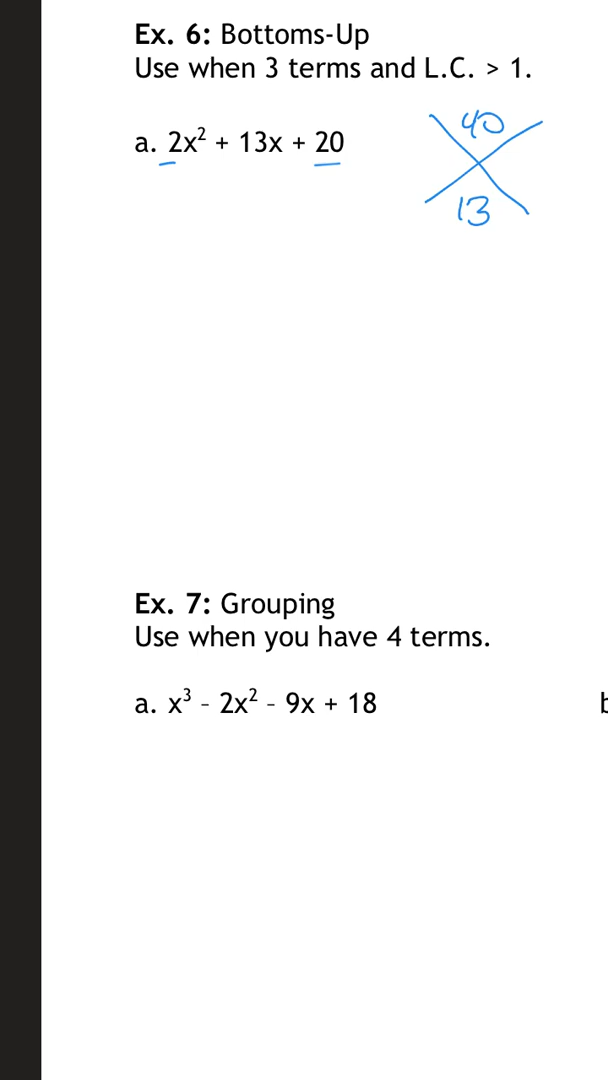 Ex. 6: Bottoms-Up
Use when 3 terms and L.C. > 1.
a. 2x² + 13x + 20
40
13
Ex. 7: Grouping
Use when you have 4 terms.
a. x³ - 2x² - 9x + 18